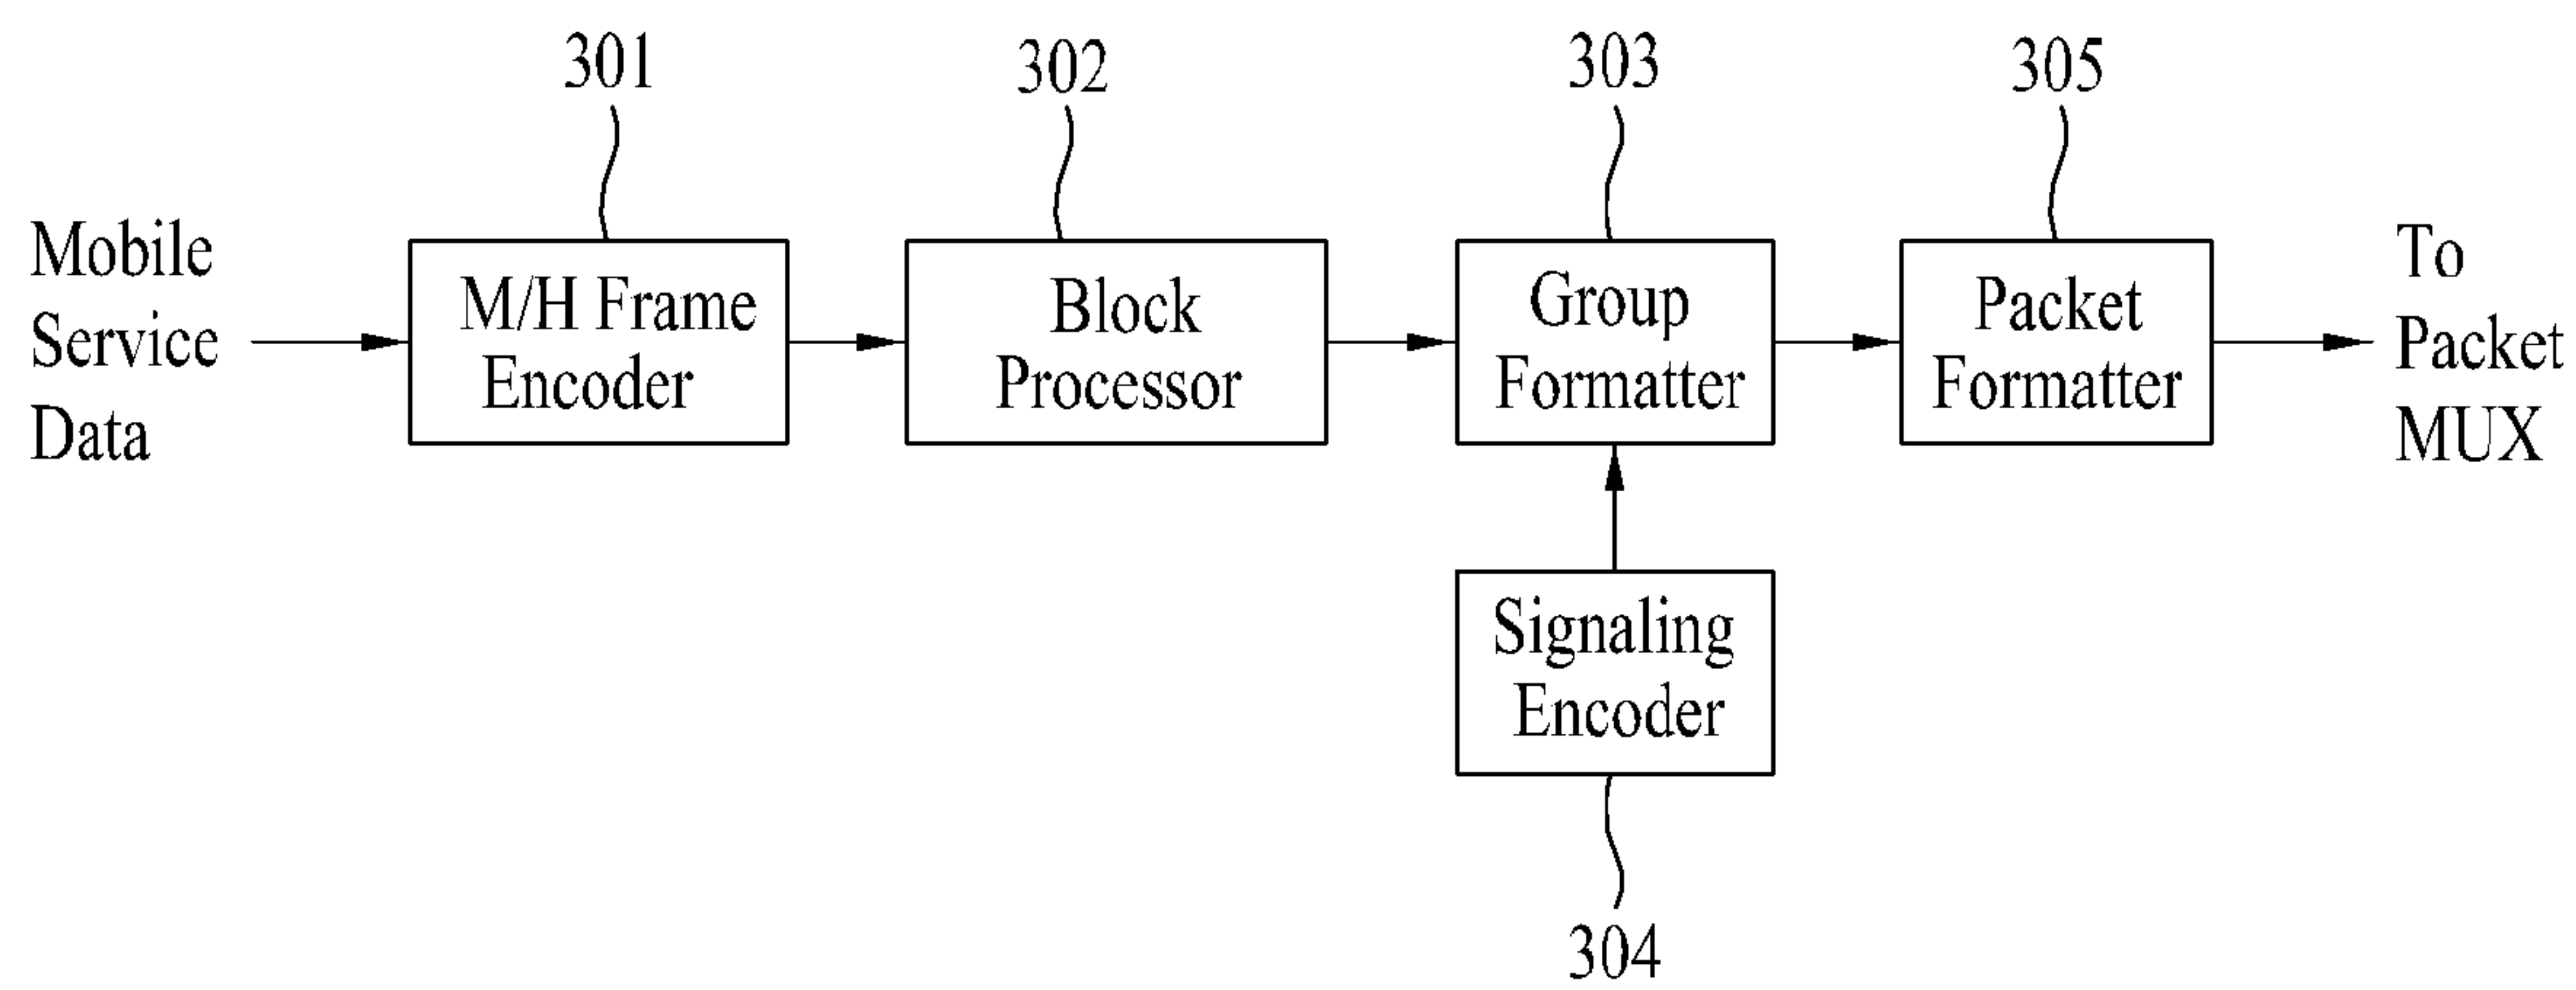 301
302
303
305
Mobile
Service
Data
M/H Frame
Encoder
Block
Processor
Group
Formatter
Packet
Formatter
To
Packet
MUX
Signaling
Encoder
304